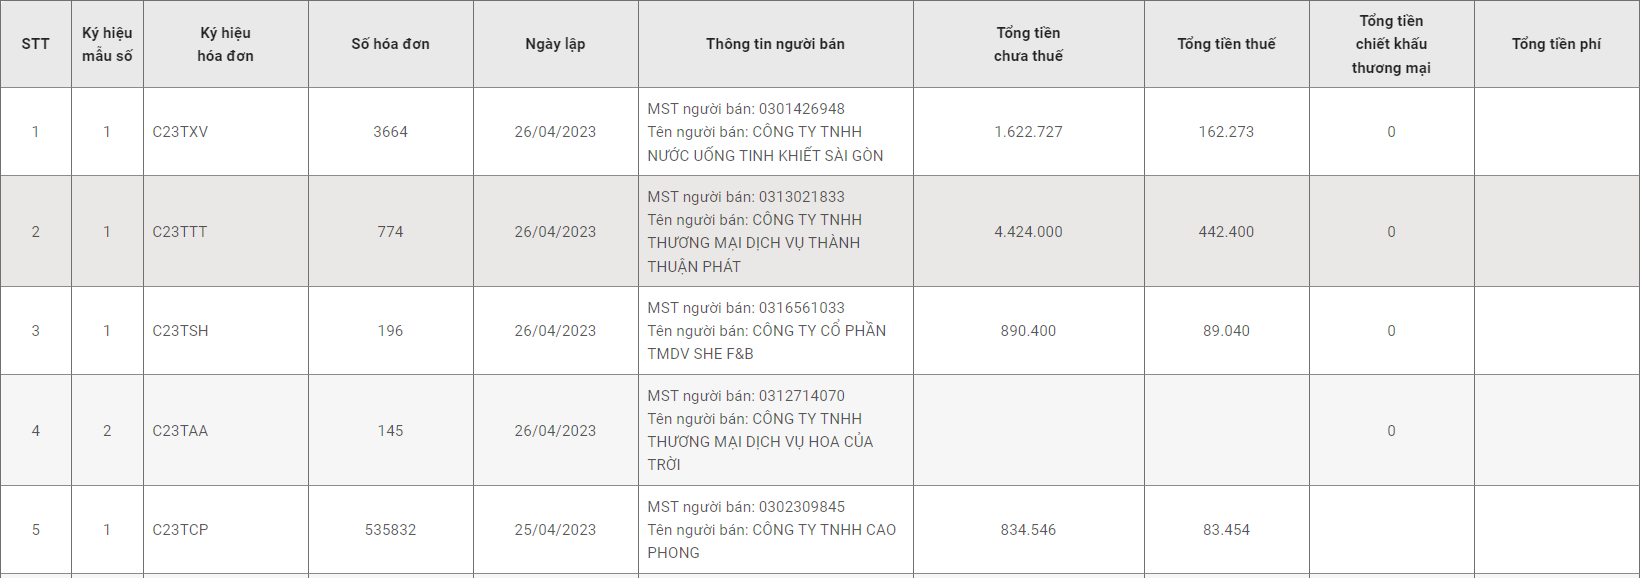 STT
Ký hiệu
mẫu số
Ký hiệu
hóa đơn
Số hóa đơn
Ngày lập
Thông tin người bán
Tổng tiền
chưa thuế
Tổng tiền thuế
Tổng tiền
chiết khấu
thương mại
Tổng tiền phí
1
1
C23TXV
3664
26/04/2023
MST người bán: 0301426948
Tên người bán: CÔNG TY TNHH
NƯỚC UỐNG TINH KHIẾT SÀI GÒN
1.622.727
162.273
0
2
1
C23TTT
774
26/04/2023
MST người bán: 0313021833
Tên người bán: CÔNG TY TNHH
THƯƠNG MẠI DỊCH VỤ THÀNH
THUẬN PHÁT
4.424.000
442.400
0
3
1
C23TSH
196
26/04/2023
MST người bán: 0316561033
Tên người bán: CÔNG TY CỔ PHẦN
TMDV SHE F&B
890.400
89.040
0
4
2
C23TAA
145
26/04/2023
MST người bán: 0312714070
Tên người bán: CÔNG TY TNHH
THƯƠNG MẠI DỊCH VỤ HOA CỦA
TRỜI
0
5
1
C23TCP
535832
25/04/2023
MST người bán: 0302309845
Tên người bán: CÔNG TY TNHH CAO
PHONG
834.546
83.454